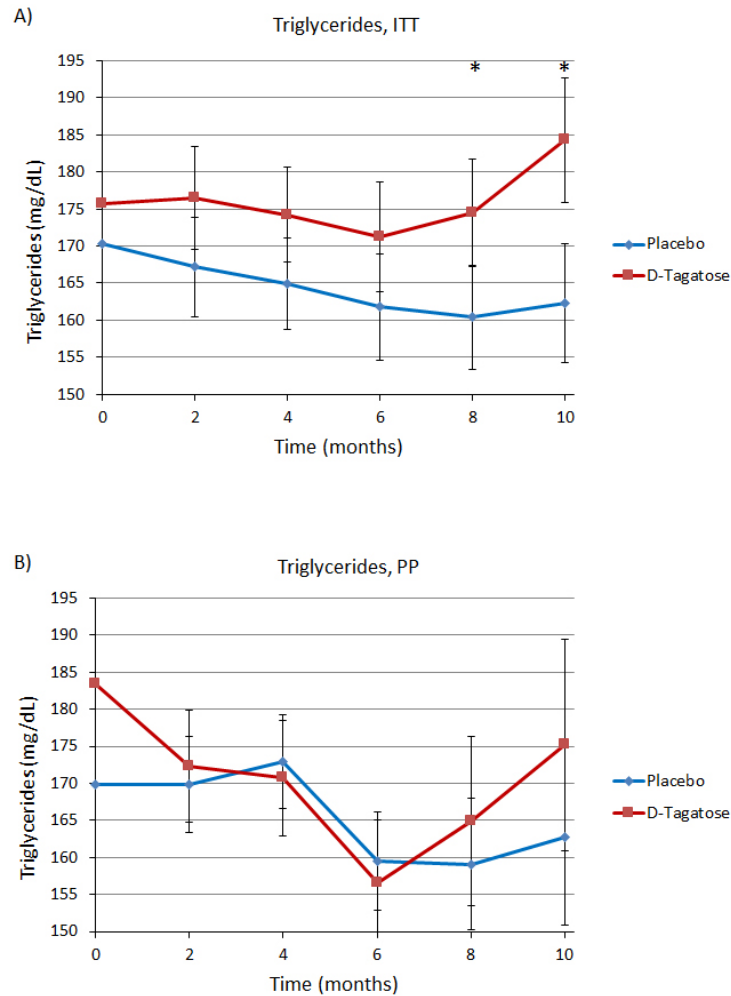 A)
Triglycerides, ITT
195
190
185
180
175
170
165
160
155
150
* *
0 2 4 6 8 10
Triglycerides (mg/dL)
Time (months)
Placebo
D-Tagatose
B)
Triglycerides, PP
195
190
185
180
175
170
165
160
155
150
0 2 4 6 8 10
Triglycerides (mg/dL)
Time (months)
Placebo
D-Tagatose